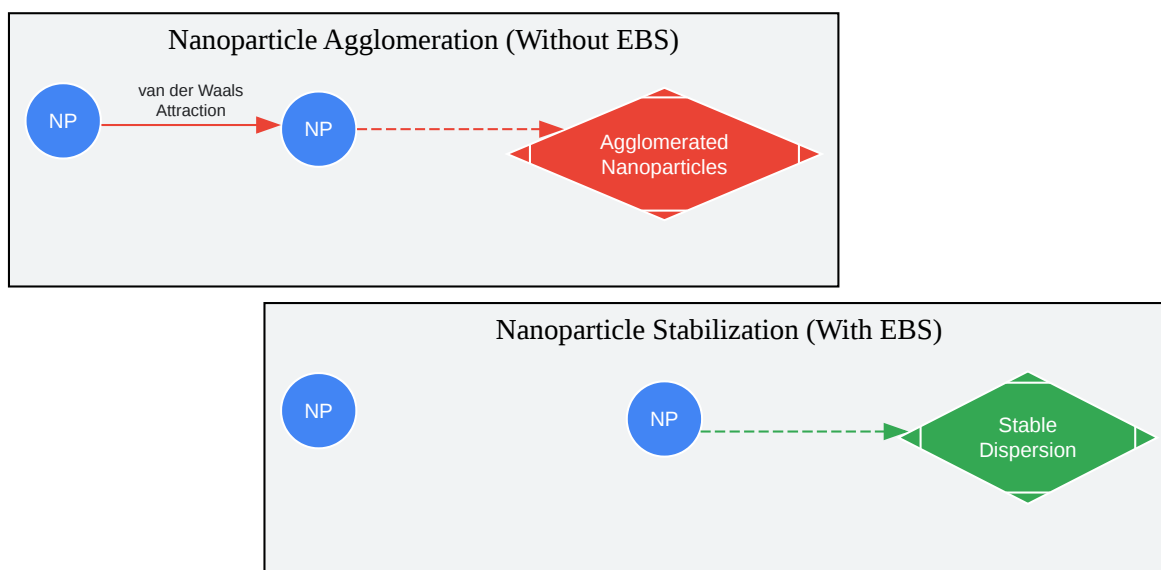 Nanoparticle Agglomeration (Without EBS)
NP
van der Waals
Attraction
NP
Agglomerated
Nanoparticles
Nanoparticle Stabilization (With EBS)
NP
NP
Stable
Dispersion